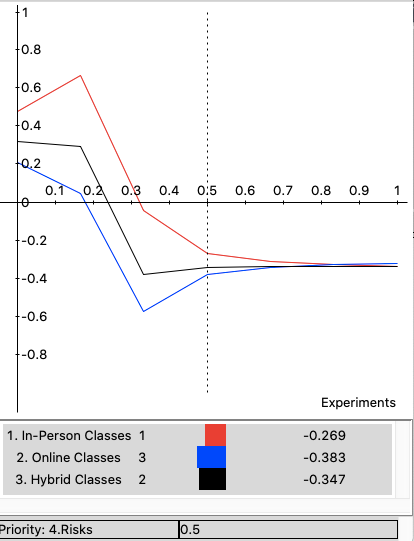 1
0.8
0.6
0.4
0.2
0.1 0.2 0.3 0.4 0.5 0.6 0.7 0.8 0.9 1
0
-0.2
-0.4
-0.6
-0.8
Experiments
1. In-Person Classes 1 -0.269
2. Online Classes 3 -0.383
3. Hybrid Classes 2 -0.347
Priority: 4.Risks 0.5